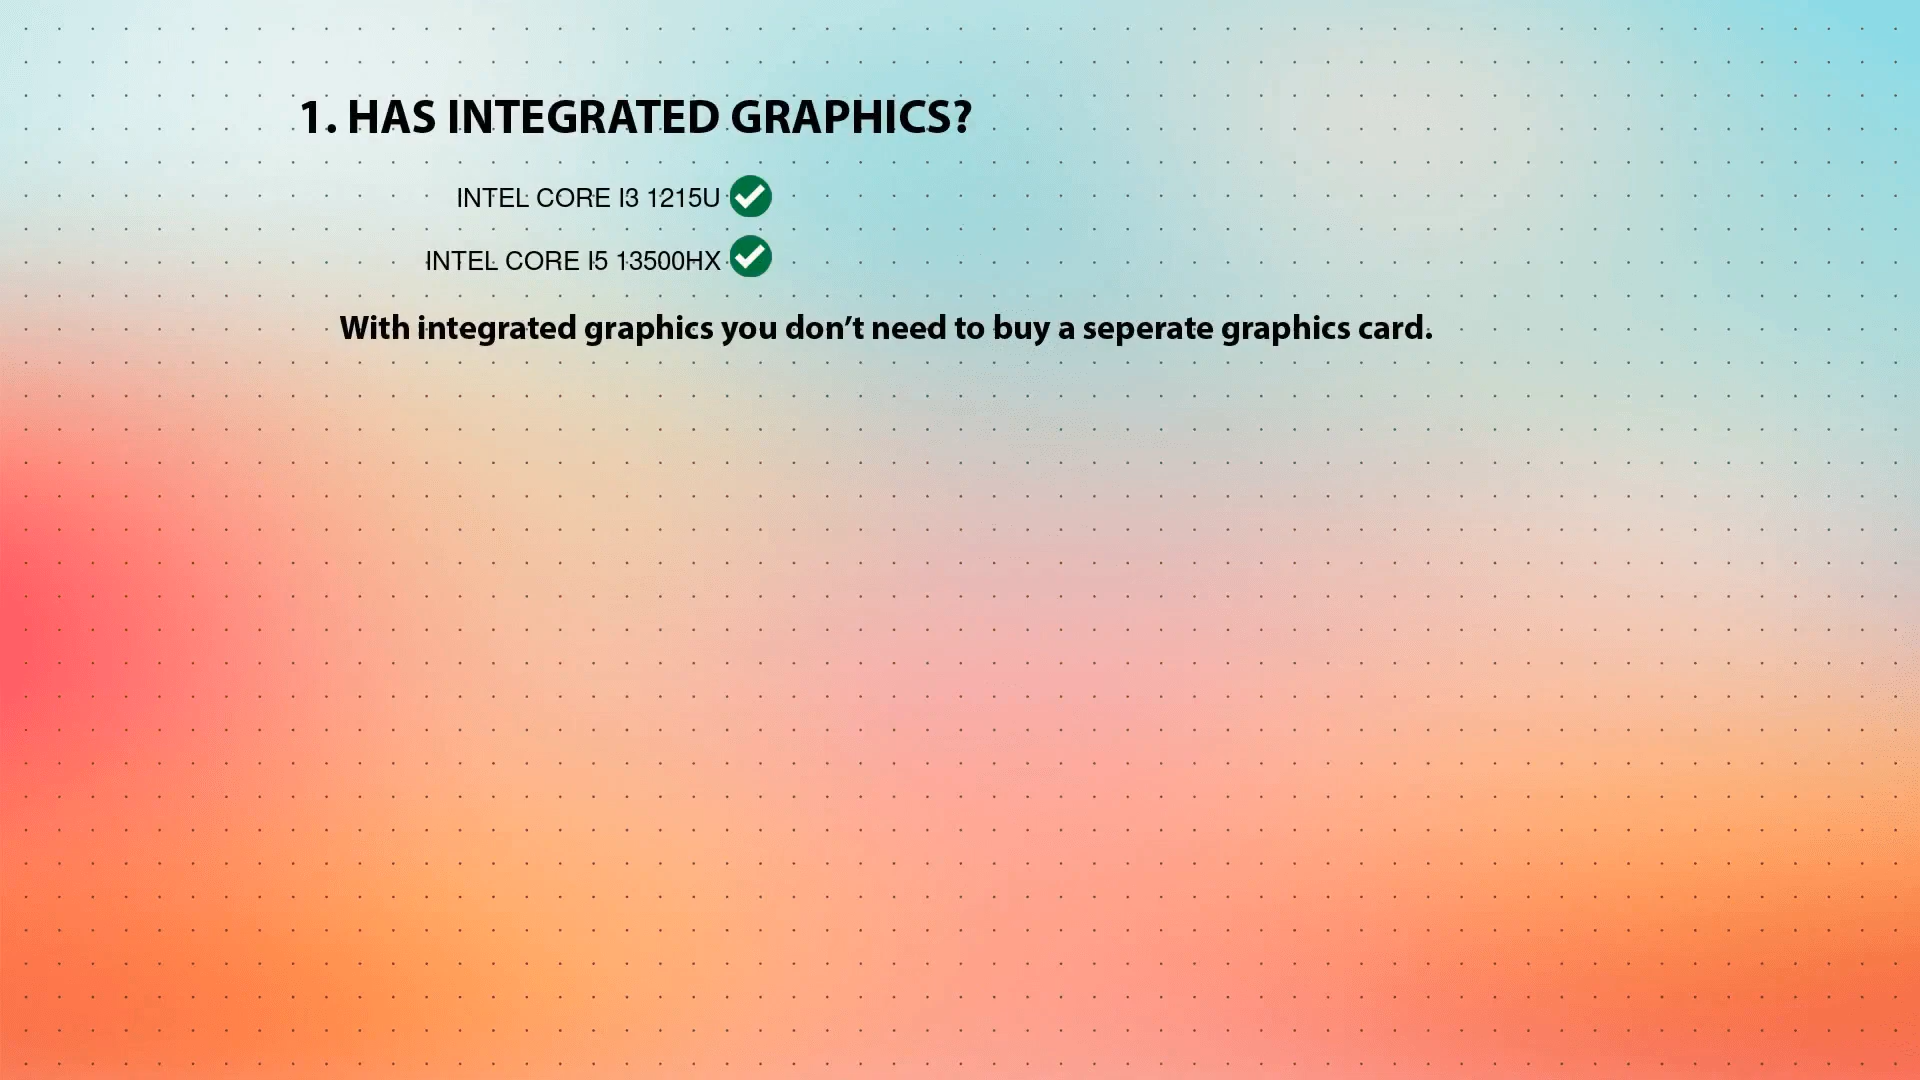 1. HAS INTEGRATED GRAPHICS?
INTEL CORE I3 1215U
INTEL CORE I5 13500HX
With integrated graphics you don’t need to buy a seperate graphics card.